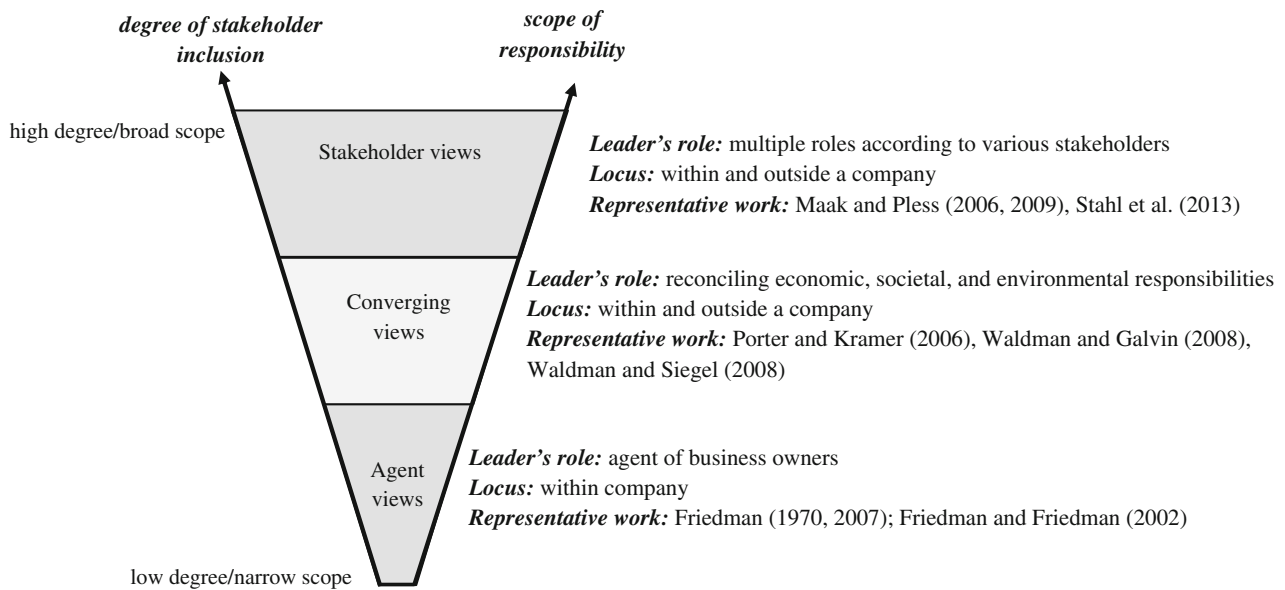 degree of stakeholder
inclusion
scope of
responsibility
high degree/broad scope
Stakeholder views
Leader's role: multiple roles according to various stakeholders
Locus: within and outside a company
Representative work: Maak and Pless (2006, 2009), Stahl et al. (2013)
Converging
views
Leader's role: reconciling economic, societal, and environmental responsibilities
Locus: within and outside a company
Representative work: Porter and Kramer (2006), Waldman and Galvin (2008),
Waldman and Siegel (2008)
Agent
views
Leader's role: agent of business owners
Locus: within company
Representative work: Friedman (1970, 2007); Friedman and Friedman (2002)
low degree/narrow scope